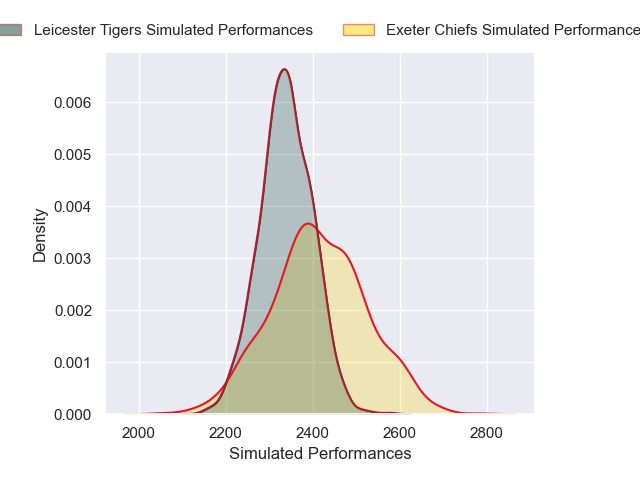 Leicester Tigers Simulated Performances Exeter Chiefs Simulated Performance
0.006
0.005
0.004
0.003
0.002
0.001
0.000
Density
2000 2200 2400 2600 2800
Simulated Performances